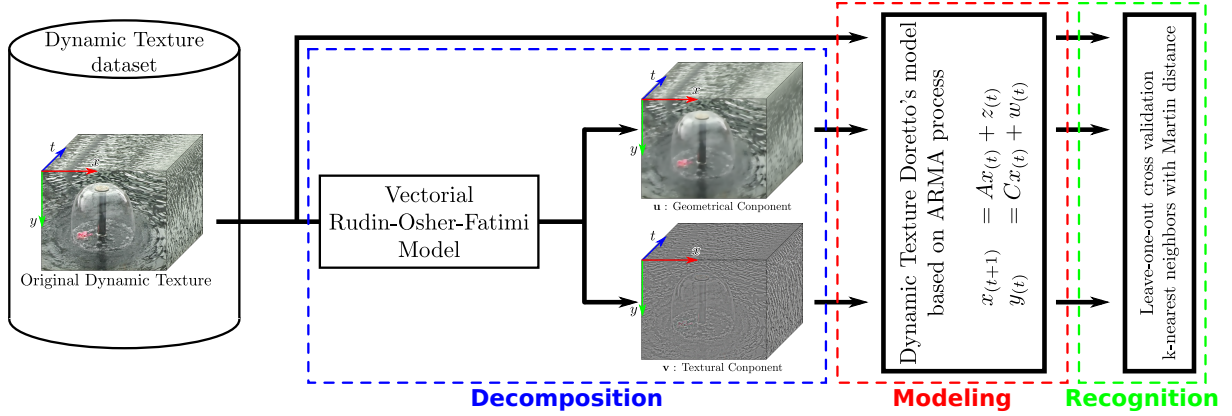 Dynamic Texture
dataset
t
x
y
Original Dynamic Texture
Vectorial
Rudin-Osher-Fatimi
Model
t
x
y
u : Geometrical Component
t
x
y
v : Textural Component
Decomposition
Dynamic Texture Doretto's model
based on ARMA process
x(t+1) = Ax(t) + z(t)
y(t) = Cx(t) + w(t)
Modeling
Leave-one-out cross validation
k-nearest neighbors with Martin distance
Recognition